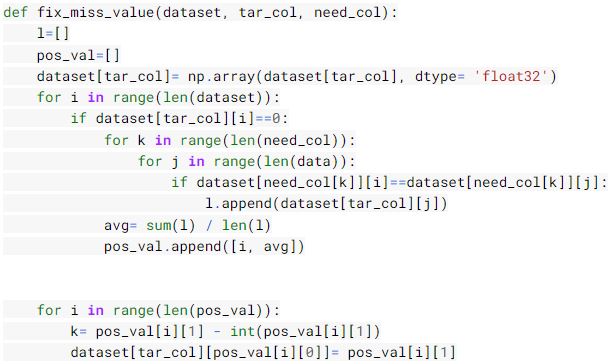 def fix_miss_value(dataset, tar_col, need_col):
    l=[]
    pos_val=[]
    dataset[tar_col]= np.array(dataset[tar_col], dtype= 'float32')
    for i in range(len(dataset)):
        if dataset[tar_col][i]==0:
            for k in range(len(need_col)):
                for j in range(len(data)):
                    if dataset[need_col[k]][i]==dataset[need_col[k]][j]:
                        l.append(dataset[tar_col][j])
            avg= sum(l) / len(l)
            pos_val.append([i, avg])
    for i in range(len(pos_val)):
        k= pos_val[i][1] - int(pos_val[i][1])
        dataset[tar_col][pos_val[i][0]]= pos_val[i][1]